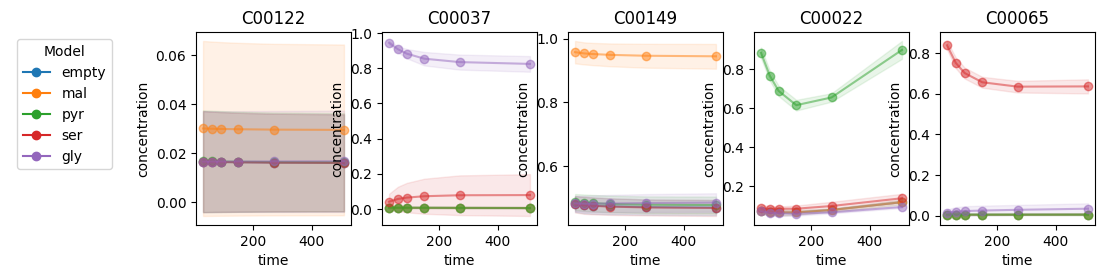 Model
empty
mal
pyr
ser
gly
C00122
concentration
0.06
0.04
0.02
0.00
200
400
time
C00037
concentration
1.0
0.8
0.6
0.4
0.2
0.0
200
400
time
C00149
concentration
1.0
0.8
0.6
200
400
time
C00022
concentration
0.8
0.6
0.4
0.2
200
400
time
C00065
concentration
0.8
0.6
0.4
0.2
0.0
200
400
time